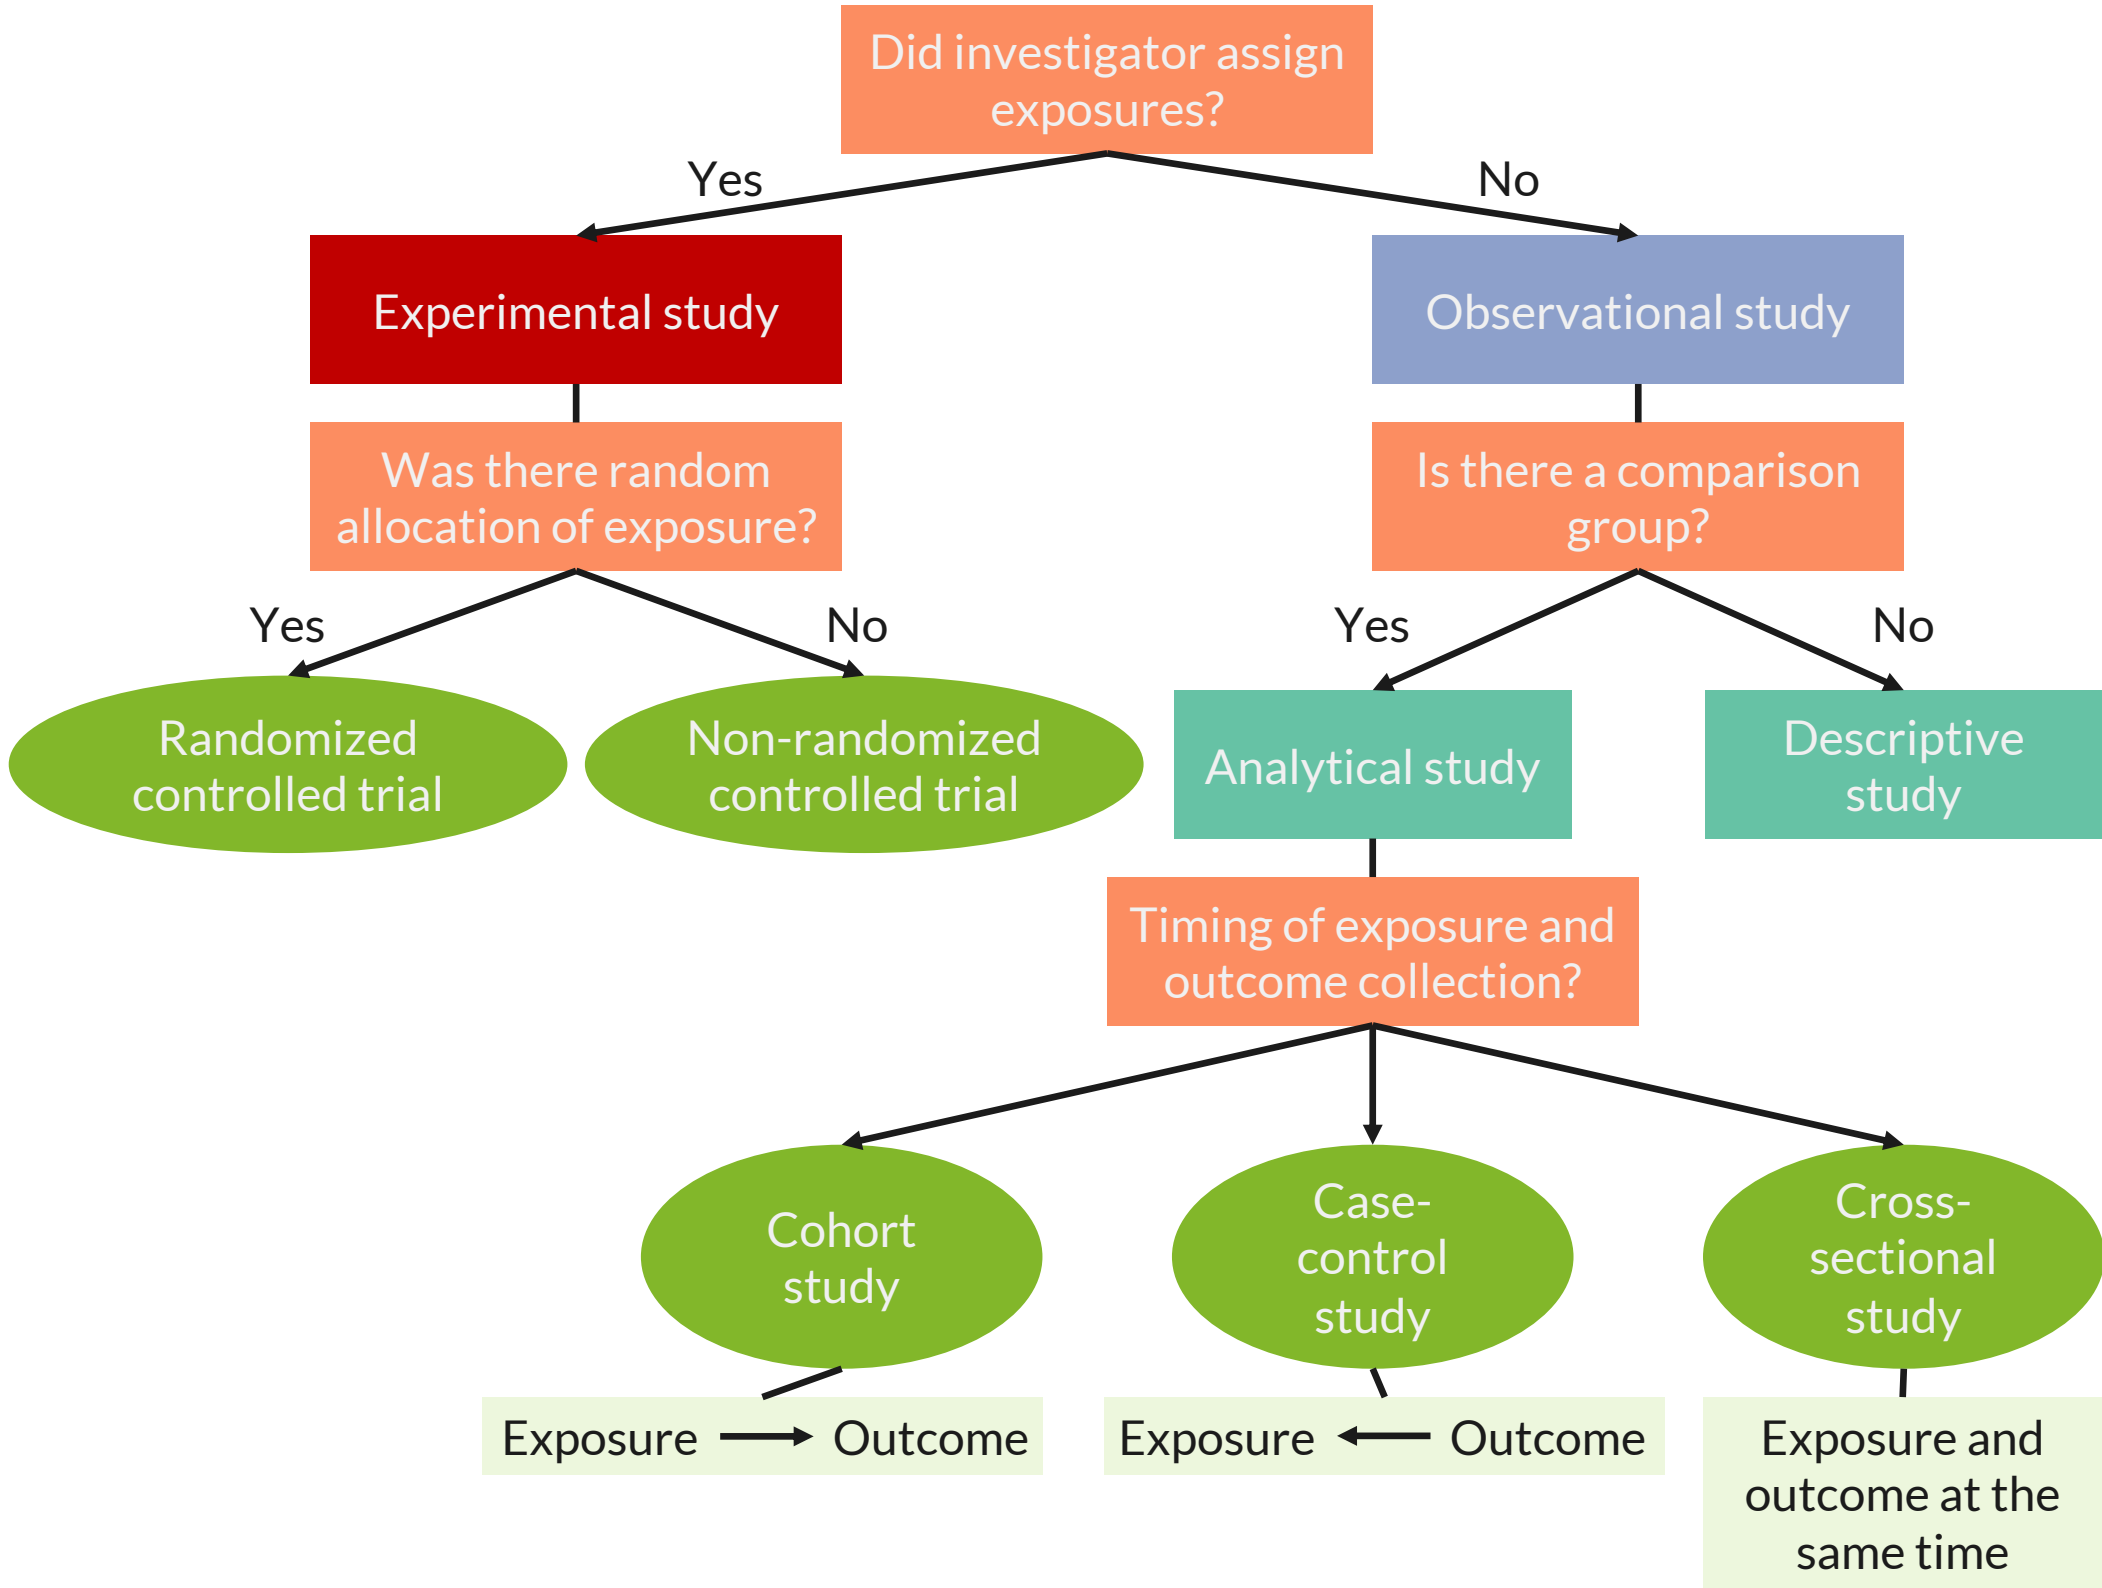 Did investigator assign
exposures?
Yes
No
Experimental study
Observational study
Was there random
allocation of exposure?
Is there a comparison
group?
Yes
No
Yes
No
Randomized
controlled trial
Non-randomized
controlled trial
Analytical study
Descriptive
study
Timing of exposure and
outcome collection?
Cohort
study
Case-
control
study
Cross-
sectional
study
Exposure
Outcome
Exposure
Outcome
Exposure and
outcome at the
same time